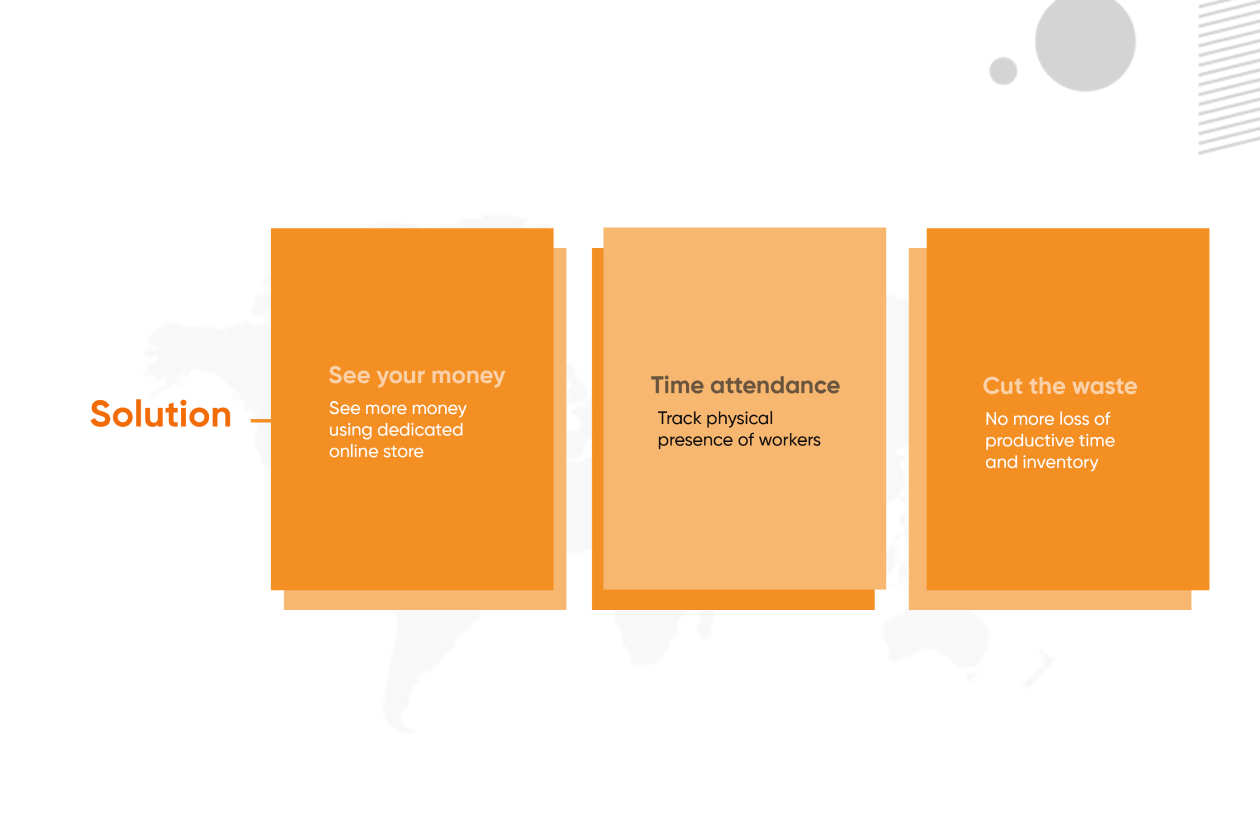 Solution
See your money
See more money
using dedicated
online store
Time attendance
Track physical
presence of workers
Cut the waste
No more loss of
productive time
and inventory